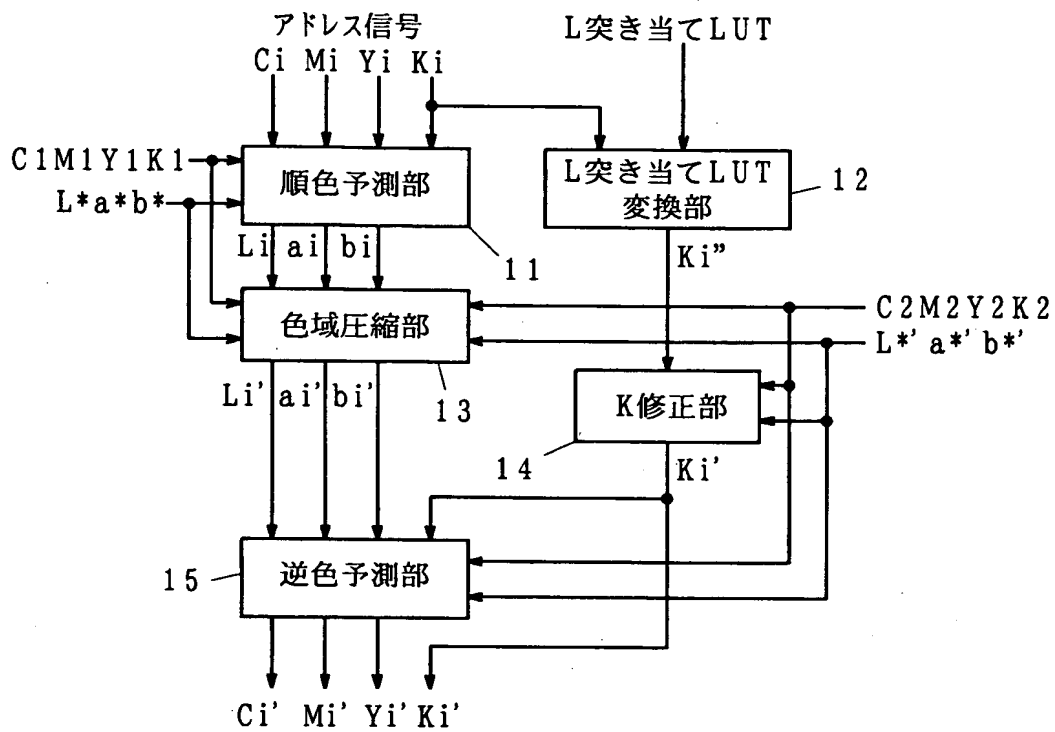 アドレス信号
Ci Mi Yi Ki
L突き当てLUT
C1M1Y1K1
L*a*b*
順色予測部
11
L突き当てLUT
変換部
12
Li ai bi
Ki”
色域圧縮部
13
C2M2Y2K2
L*'a*'b*'
Li' ai' bi'
K修正部
14
Ki'
逆色予測部
15
Ci' Mi' Yi' Ki'